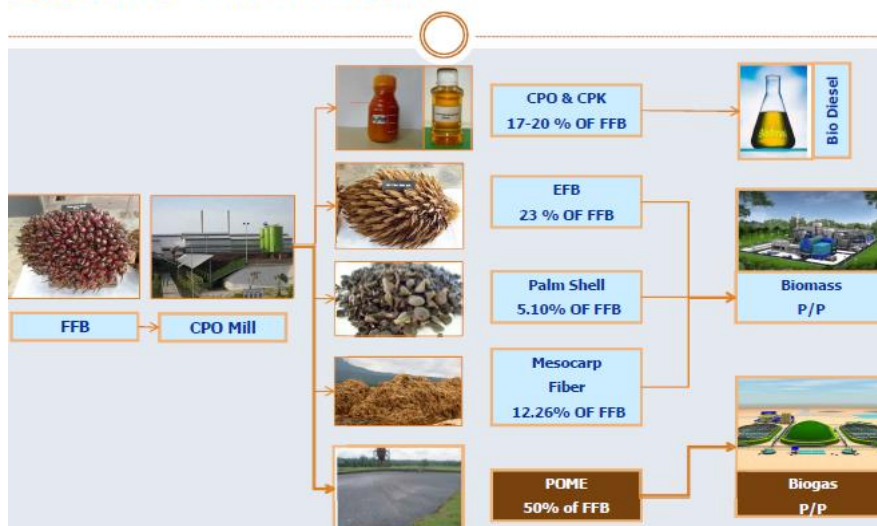 CPO & CPK
17-20 % OF FFB
Bio Diesel
EFB
23 % OF FFB
Palm Shell
5.10% OF FFB
Biomass
P/P
FFB
CPO Mill
Mesocarp
Fiber
12.26% OF FFB
POME
50% of FFB
Biogas
P/P